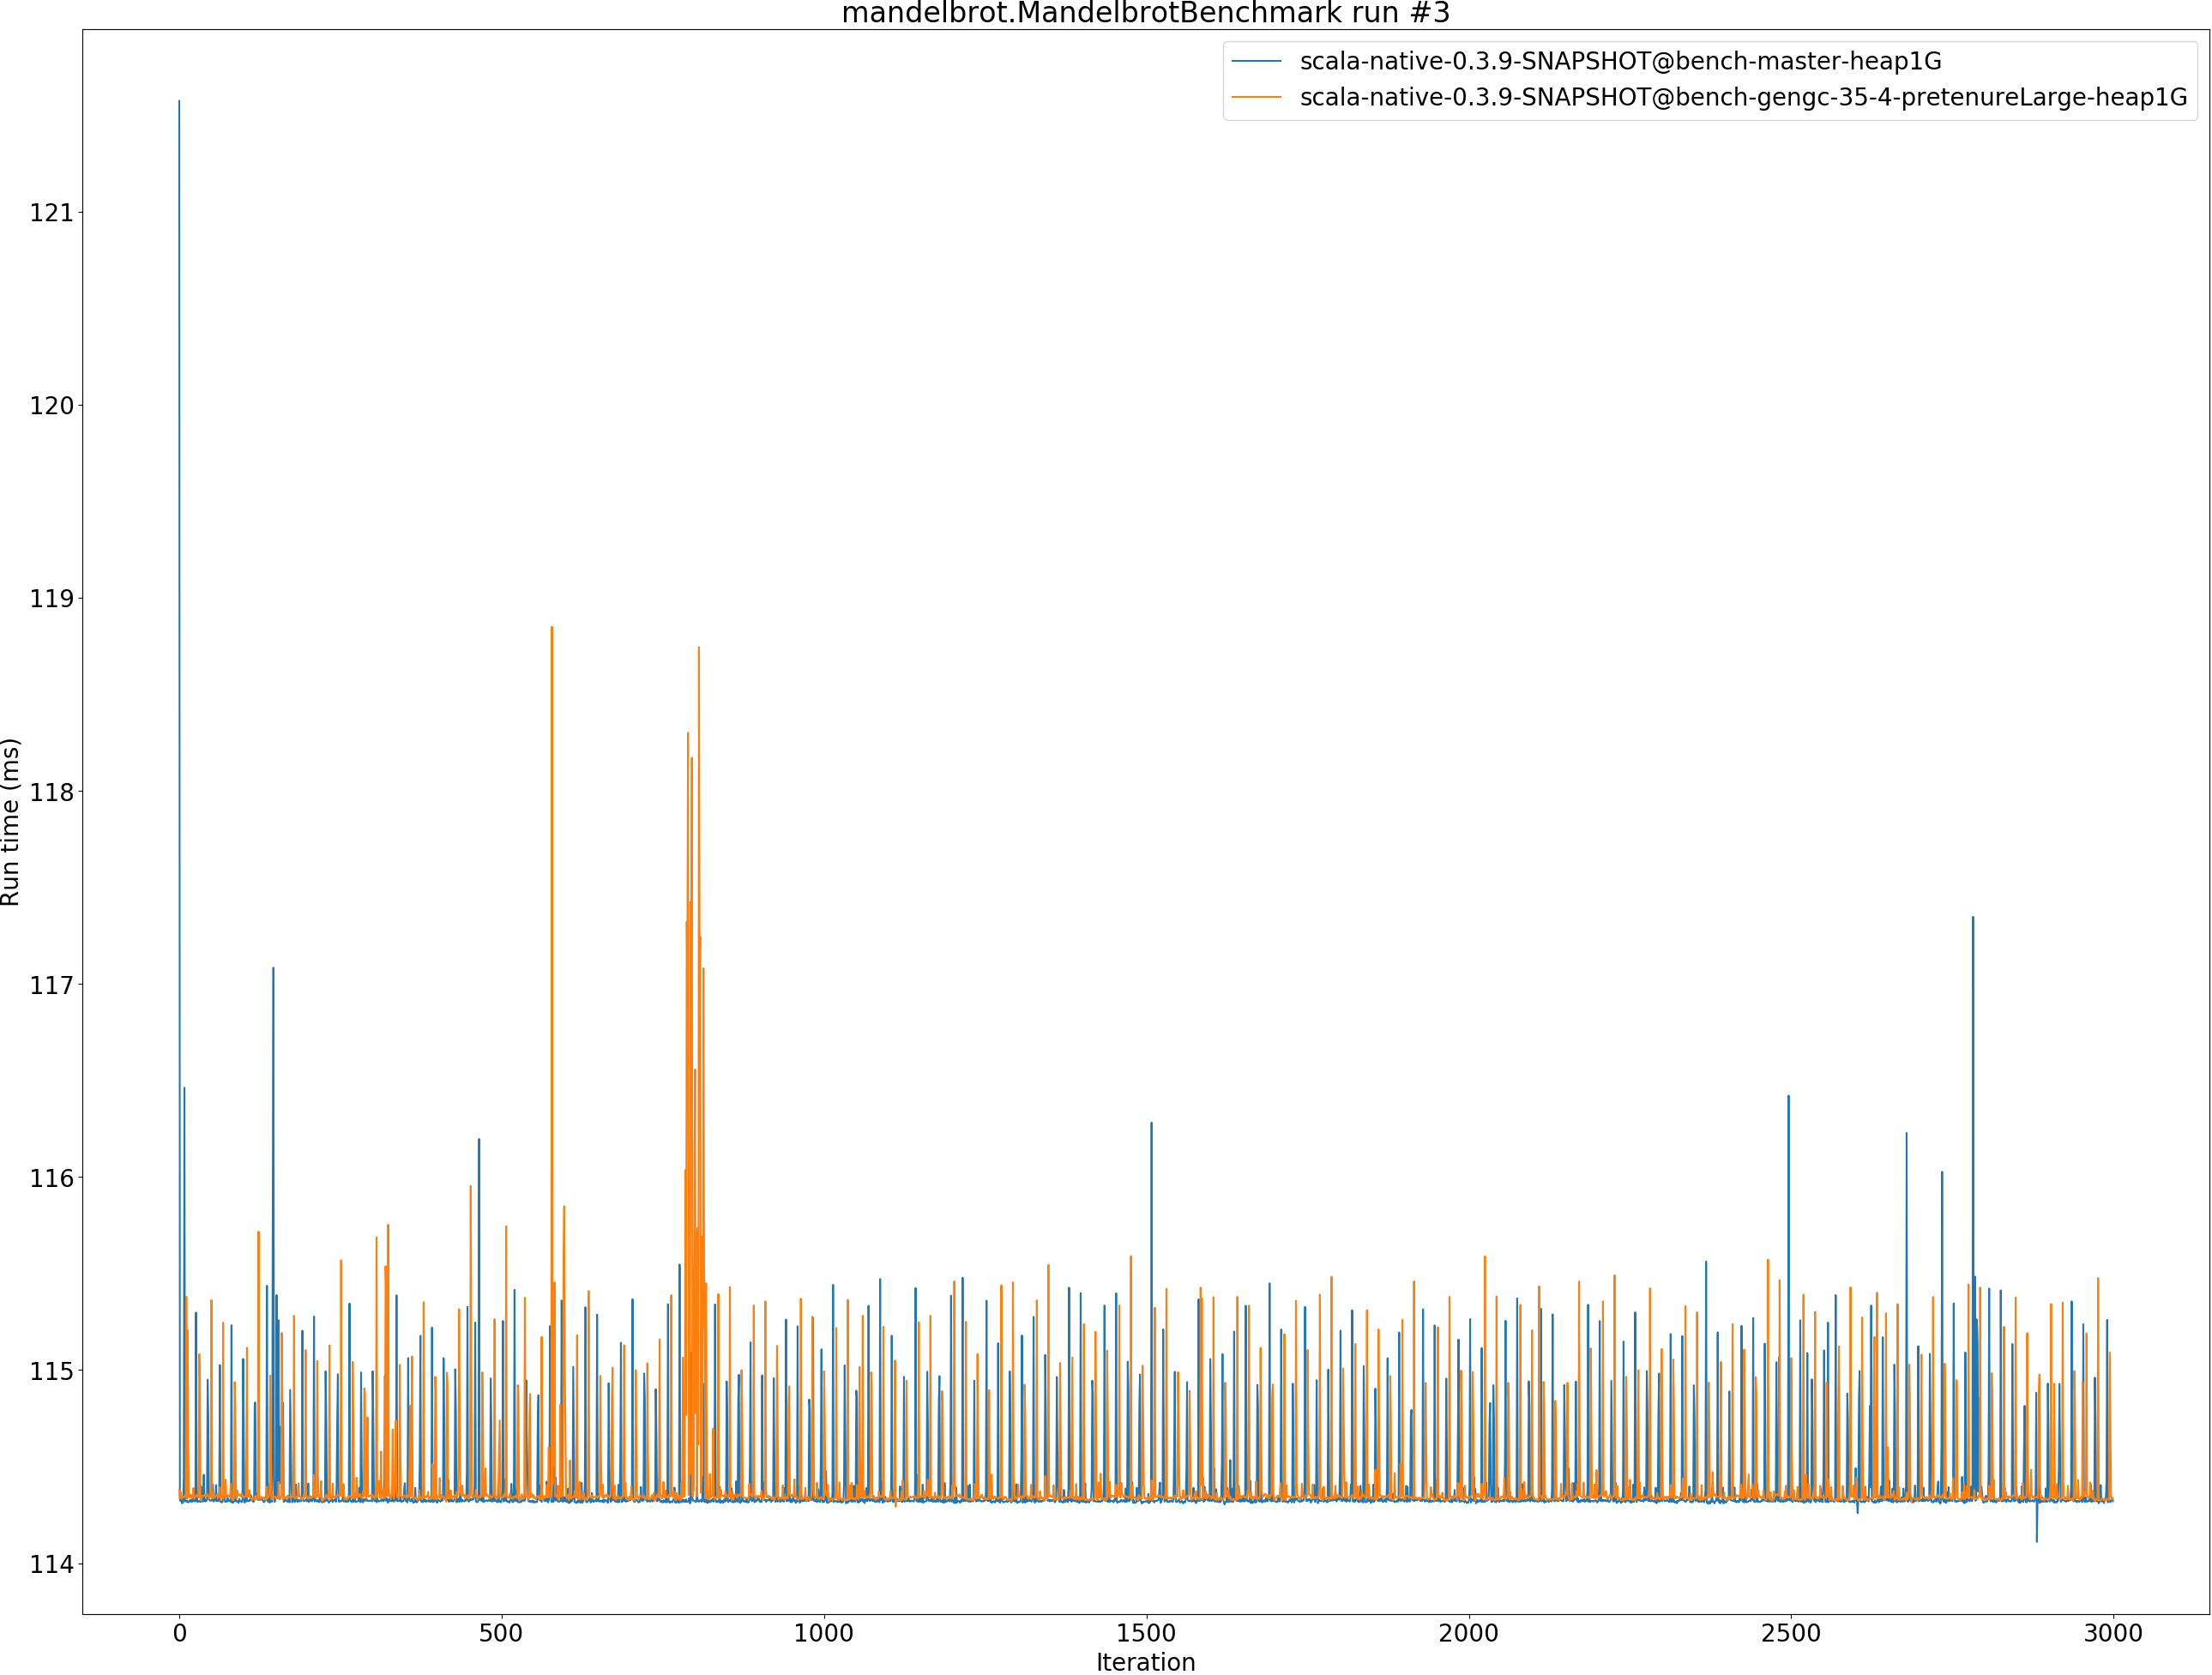 mandelbrot.MandelbrotBenchmark run #3
scala-native-0.3.9-SNAPSHOT@bench-master-heap1G
scala-native-0.3.9-SNAPSHOT@bench-gengc-35-4-pretenureLarge-heap1G
121
120
119
118
117
116
115
114
Run time (ms)
0 500 1000 1500 2000 2500 3000
Iteration